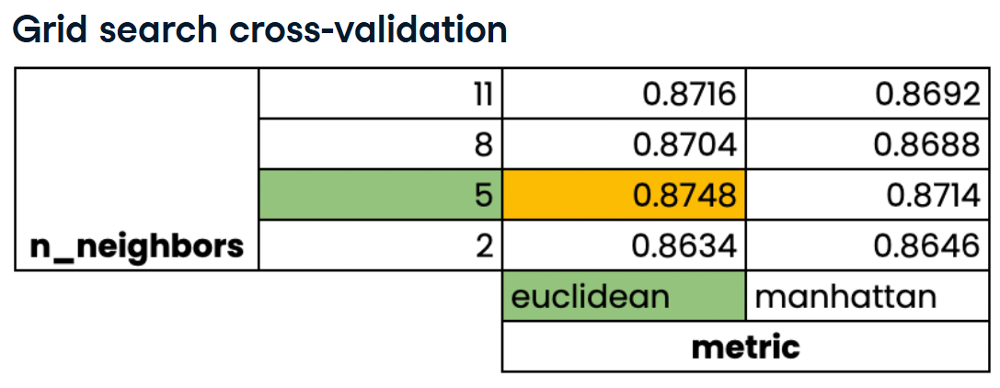 Grid search cross-validation
11 0.8716 0.8692
8 0.8704 0.8688
5 0.8748 0.8714
n_neighbors 2 0.8634 0.8646
euclidean manhattan
metric